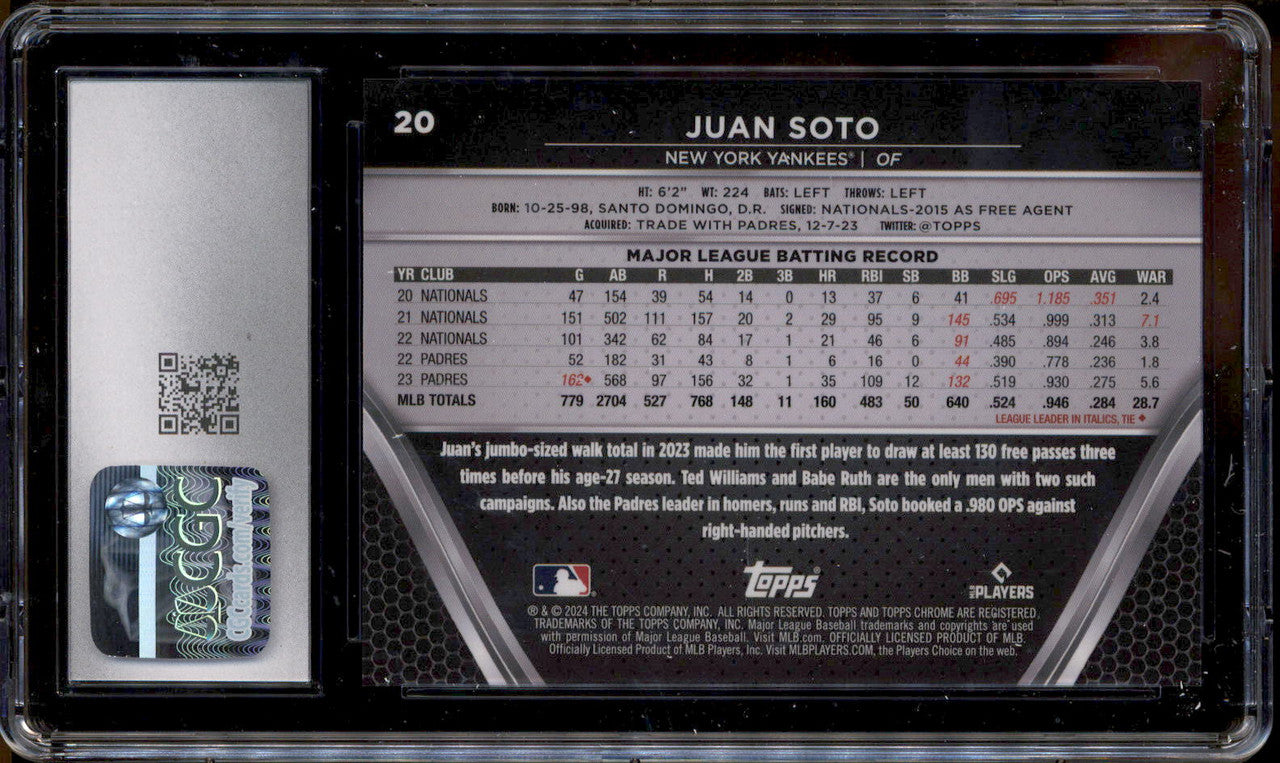 20
JUAN SOTO
NEW YORK YANKEES® | OF
HT: 6'2" WT: 224 BATS: LEFT THROWS: LEFT
BORN: 10-25-98, SANTO DOMINGO, D.R. SIGNED: NATIONALS-2015 AS FREE AGENT
ACQUIRED: TRADE WITH PADRES, 12-7-23 TWITTER: @TOPPS
MAJOR LEAGUE BATTING RECORD
YR CLUB G AB R H 2B 3B HR RBI SB BB SLG OPS AVG WAR
20 NATIONALS 47 154 39 54 14 0 13 37 6 41 .695 1.185 .351 2.4
21 NATIONALS 151 502 111 157 20 2 29 95 9 145 .534 .999 .313 7.1
22 NATIONALS 101 342 62 84 17 1 21 46 6 91 .485 .894 .246 3.8
22 PADRES 52 182 31 43 8 1 6 16 0 44 .390 .778 .236 1.8
23 PADRES 162♦ 568 97 156 32 1 35 109 12 132 .519 .930 .275 5.6
MLB TOTALS 779 2704 527 768 148 11 160 483 50 640 .524 .946 .284 28.7
LEAGUE LEADER IN ITALICS, TIE ♦
Juan's jumbo-sized walk total in 2023 made him the first player to draw at least 130 free passes three
times before his age-27 season. Ted Williams and Babe Ruth are the only men with two such
campaigns. Also the Padres leader in homers, runs and RBI, Soto booked a .980 OPS against
right-handed pitchers.
topps
MLB PLAYERS
® & © 2024 THE TOPPS COMPANY, INC. ALL RIGHTS RESERVED. TOPPS AND TOPPS CHROME ARE REGISTERED
TRADEMARKS OF THE TOPPS COMPANY, INC. Major League Baseball trademarks and copyrights are used
with permission of Major League Baseball. Visit MLB.com. OFFICIALLY LICENSED PRODUCT OF MLB
Officially Licensed Product of MLB Players, Inc. Visit MLBPLAYERS.COM, the Players Choice on the web.™
CGC
cgccards.com/verify